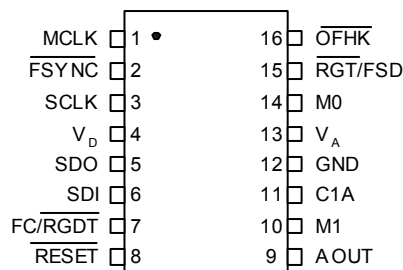 MCLK 1 16 OFHK
FSYNC 2 15 RGT/FSD
SCLK 3 14 M0
VD 4 13 VA
SDO 5 12 GND
SDI 6 11 C1A
FC/RGDT 7 10 M1
RESET 8 9 AOUT